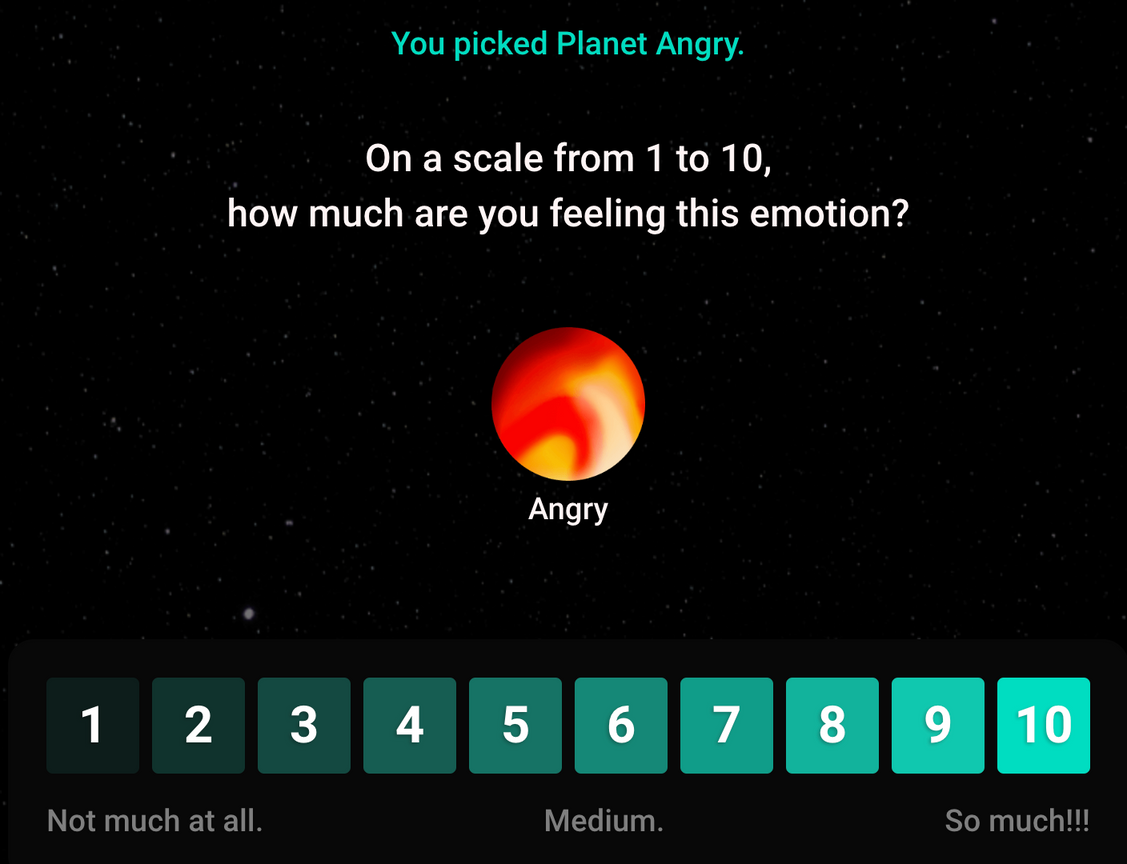 You picked Planet Angry.
On a scale from 1 to 10,
how much are you feeling this emotion?
Angry
1 2 3 4 5 6 7 8 9 10
Not much at all. Medium. So much!!!